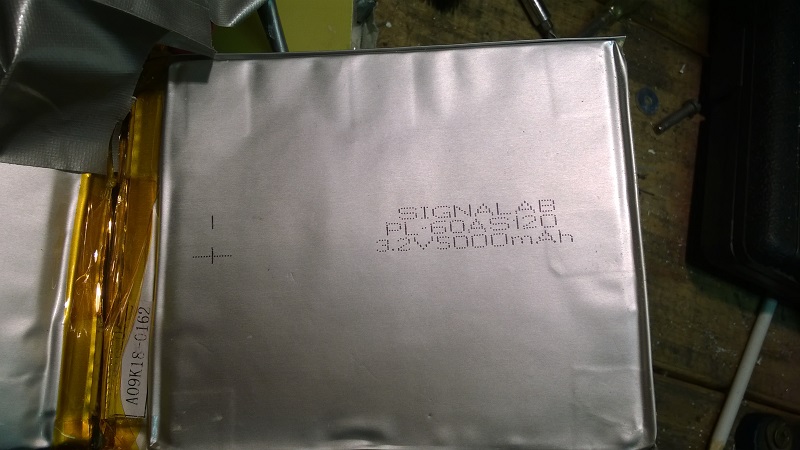 SIGNALAB
PL-60AS120
3.2V5000mAh
A09K18-0162